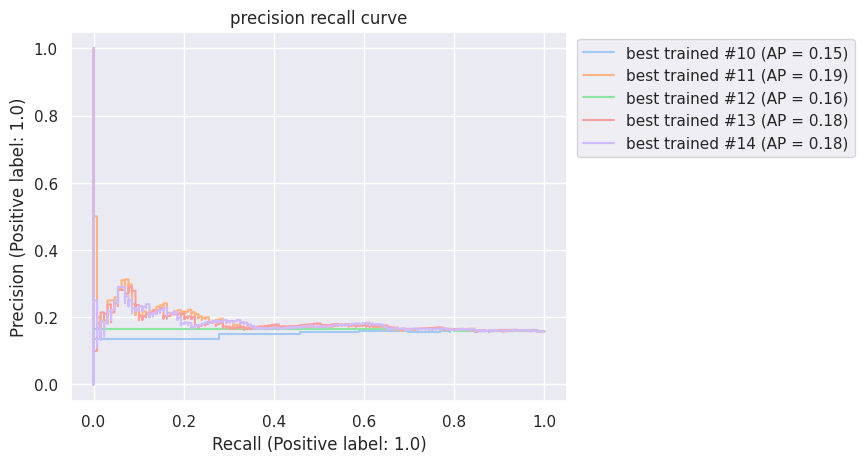 precision recall curve
1.0
0.8
0.6
0.4
0.2
0.0
Precision (Positive label: 1.0)
0.0 0.2 0.4 0.6 0.8 1.0
Recall (Positive label: 1.0)
best trained #10 (AP = 0.15)
best trained #11 (AP = 0.19)
best trained #12 (AP = 0.16)
best trained #13 (AP = 0.18)
best trained #14 (AP = 0.18)